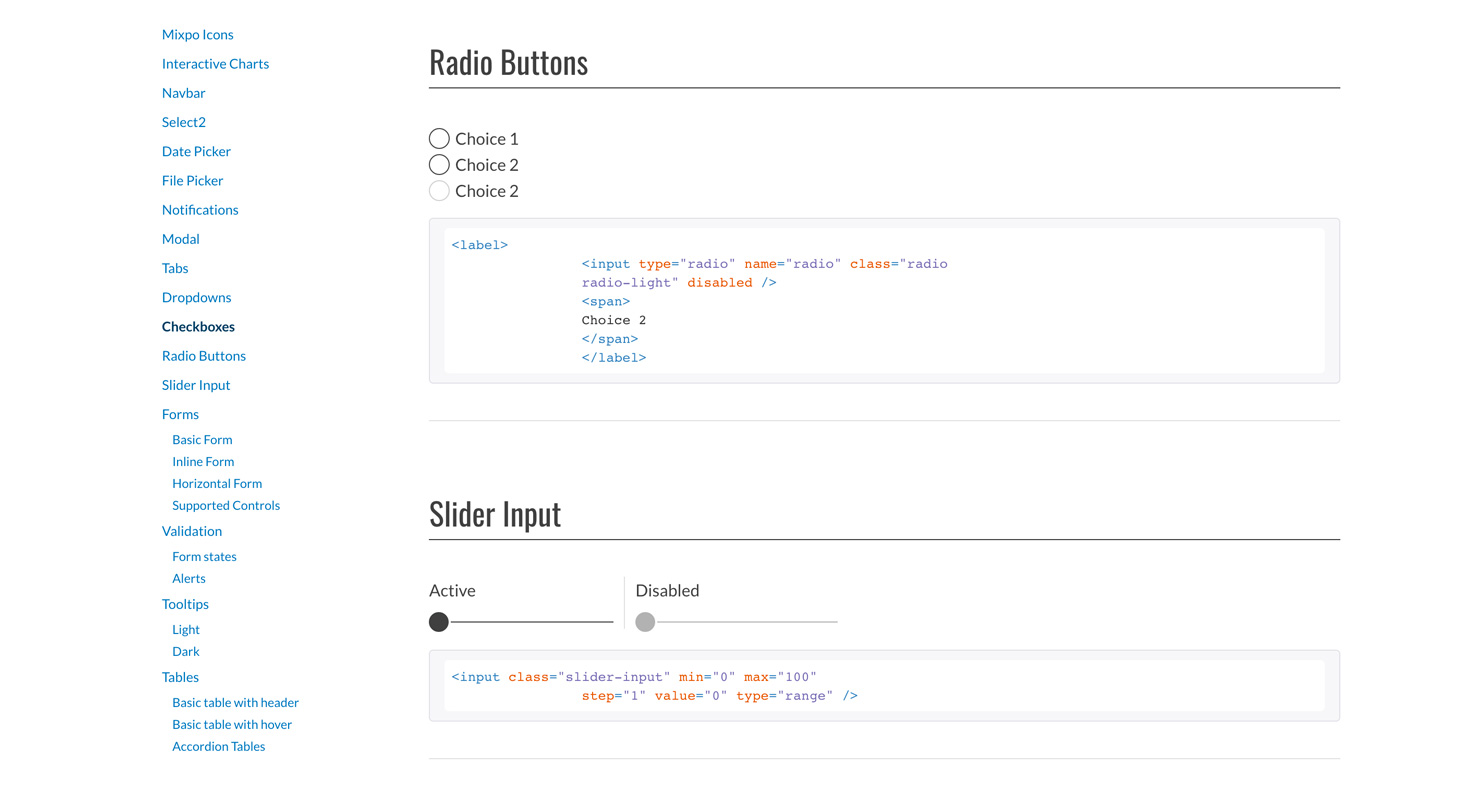 Mixpo Icons
Interactive Charts
Navbar
Select2
Date Picker
File Picker
Notifications
Modal
Tabs
Dropdowns
Checkboxes
Radio Buttons
Slider Input
Forms
Basic Form
Inline Form
Horizontal Form
Supported Controls
Validation
Form states
Alerts
Tooltips
Light
Dark
Tables
Basic table with header
Basic table with hover
Accordion Tables
Radio Buttons
Choice 1
Choice 2
Choice 2
<label>
<input type="radio" name="radio" class="radio
radio-light" disabled />
<span>
Choice 2
</span>
</label>
Slider Input
Active
Disabled
<input class="slider-input" min="0" max="100"
step="1" value="0" type="range" />